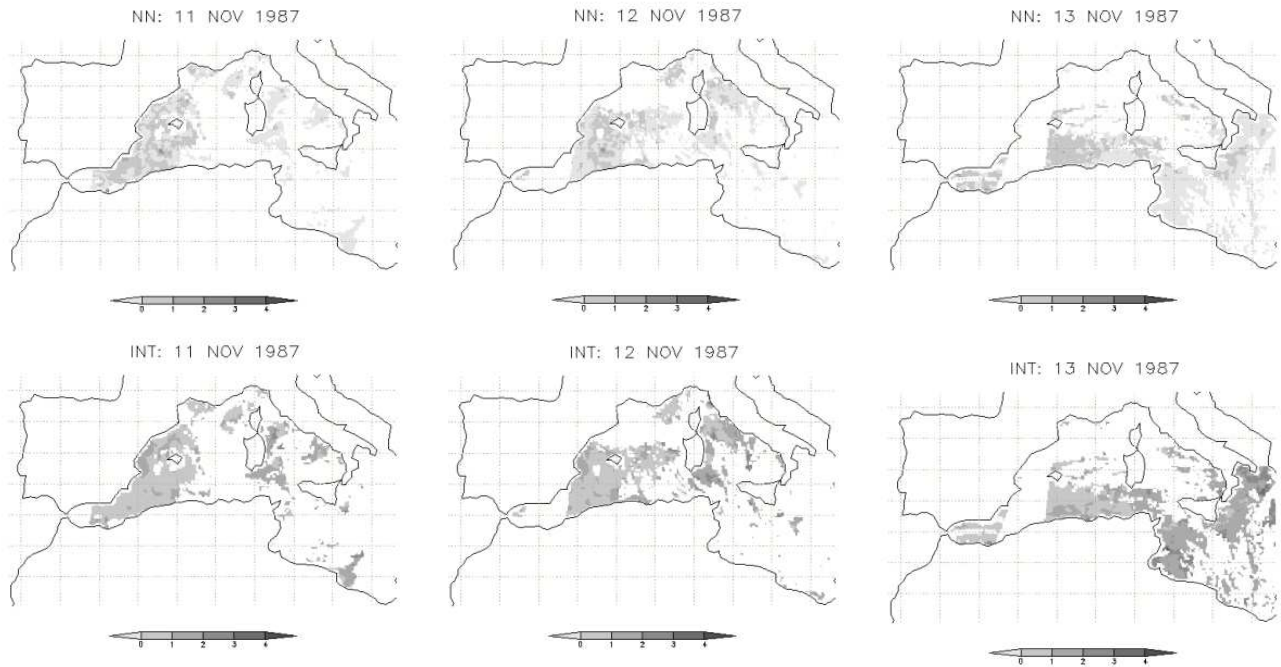 NN: 11 NOV 1987
NN: 12 NOV 1987
NN: 13 NOV 1987
0 1 2 3 4
0 1 2 3 4
0 1 2 3 4
INT: 11 NOV 1987
INT: 12 NOV 1987
INT: 13 NOV 1987
0 1 2 3 4
0 1 2 3 4
0 1 2 3 4